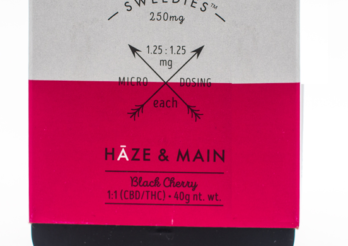 SWEEDIES™
250mg
1.25 : 1.25
mg
MICRO DOSING
each
HĀZE & MAIN
Black Cherry
1:1 (CBD/THC) • 40g nt. wt.